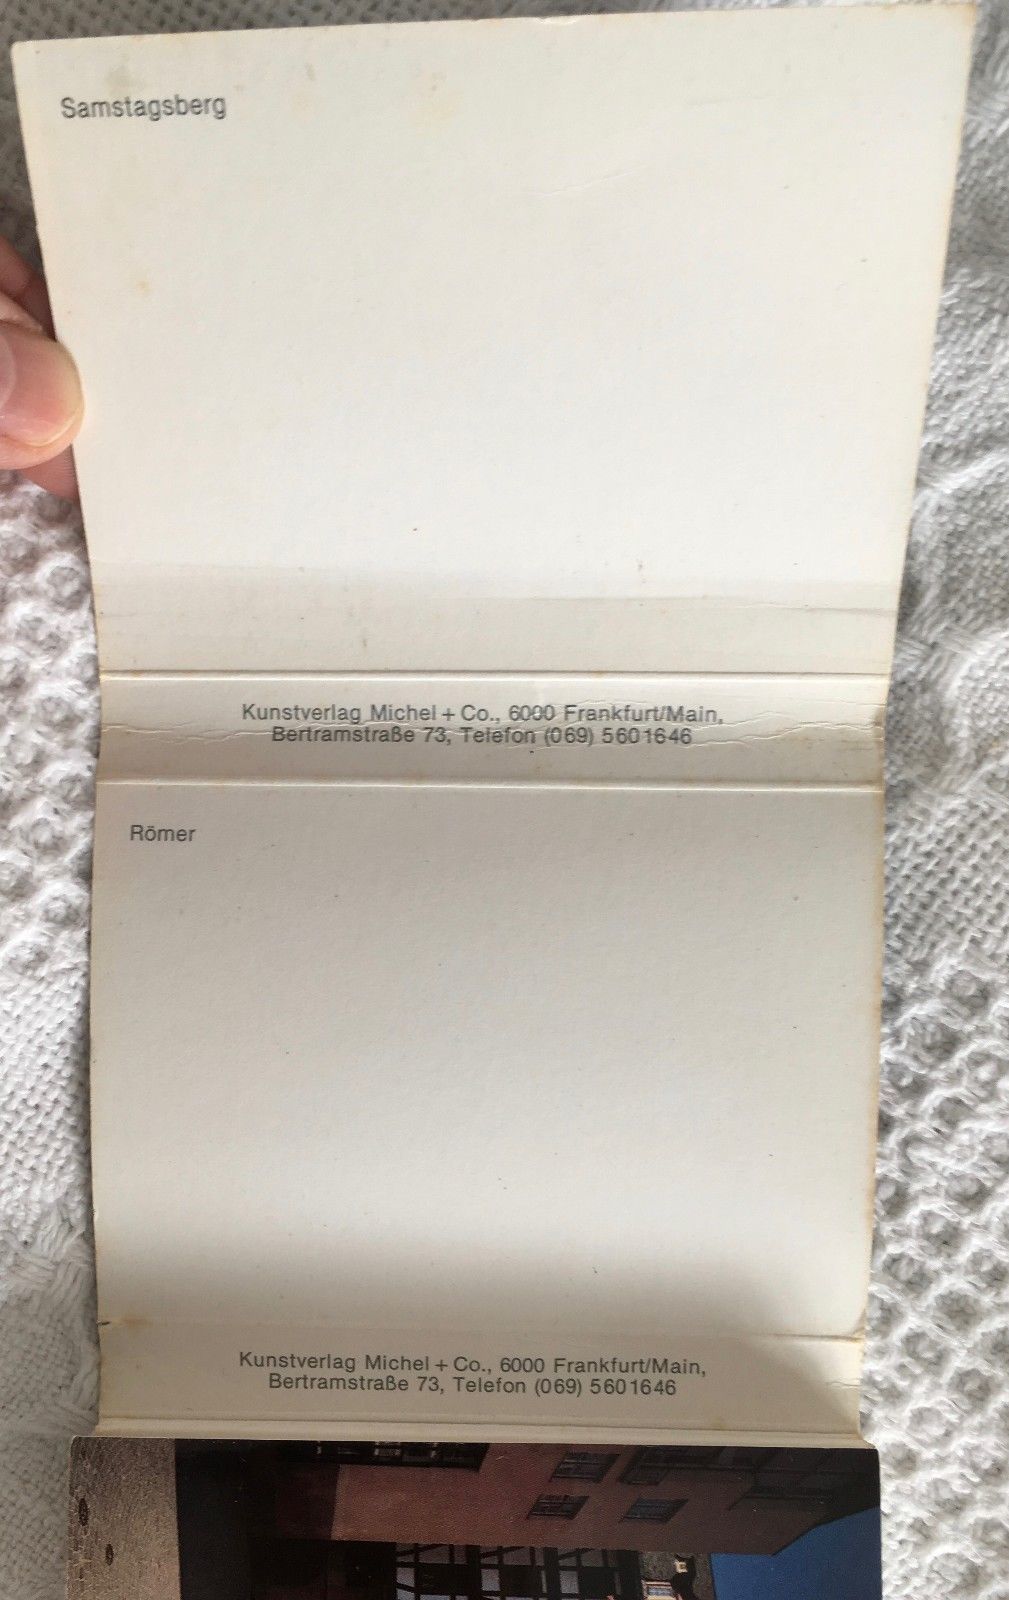 Samstagsberg
Kunstverlag Michel + Co., 6000 Frankfurt/Main,
Bertramstraße 73, Telefon (069) 5601646
Römer
Kunstverlag Michel + Co., 6000 Frankfurt/Main,
Bertramstraße 73, Telefon (069) 5601646